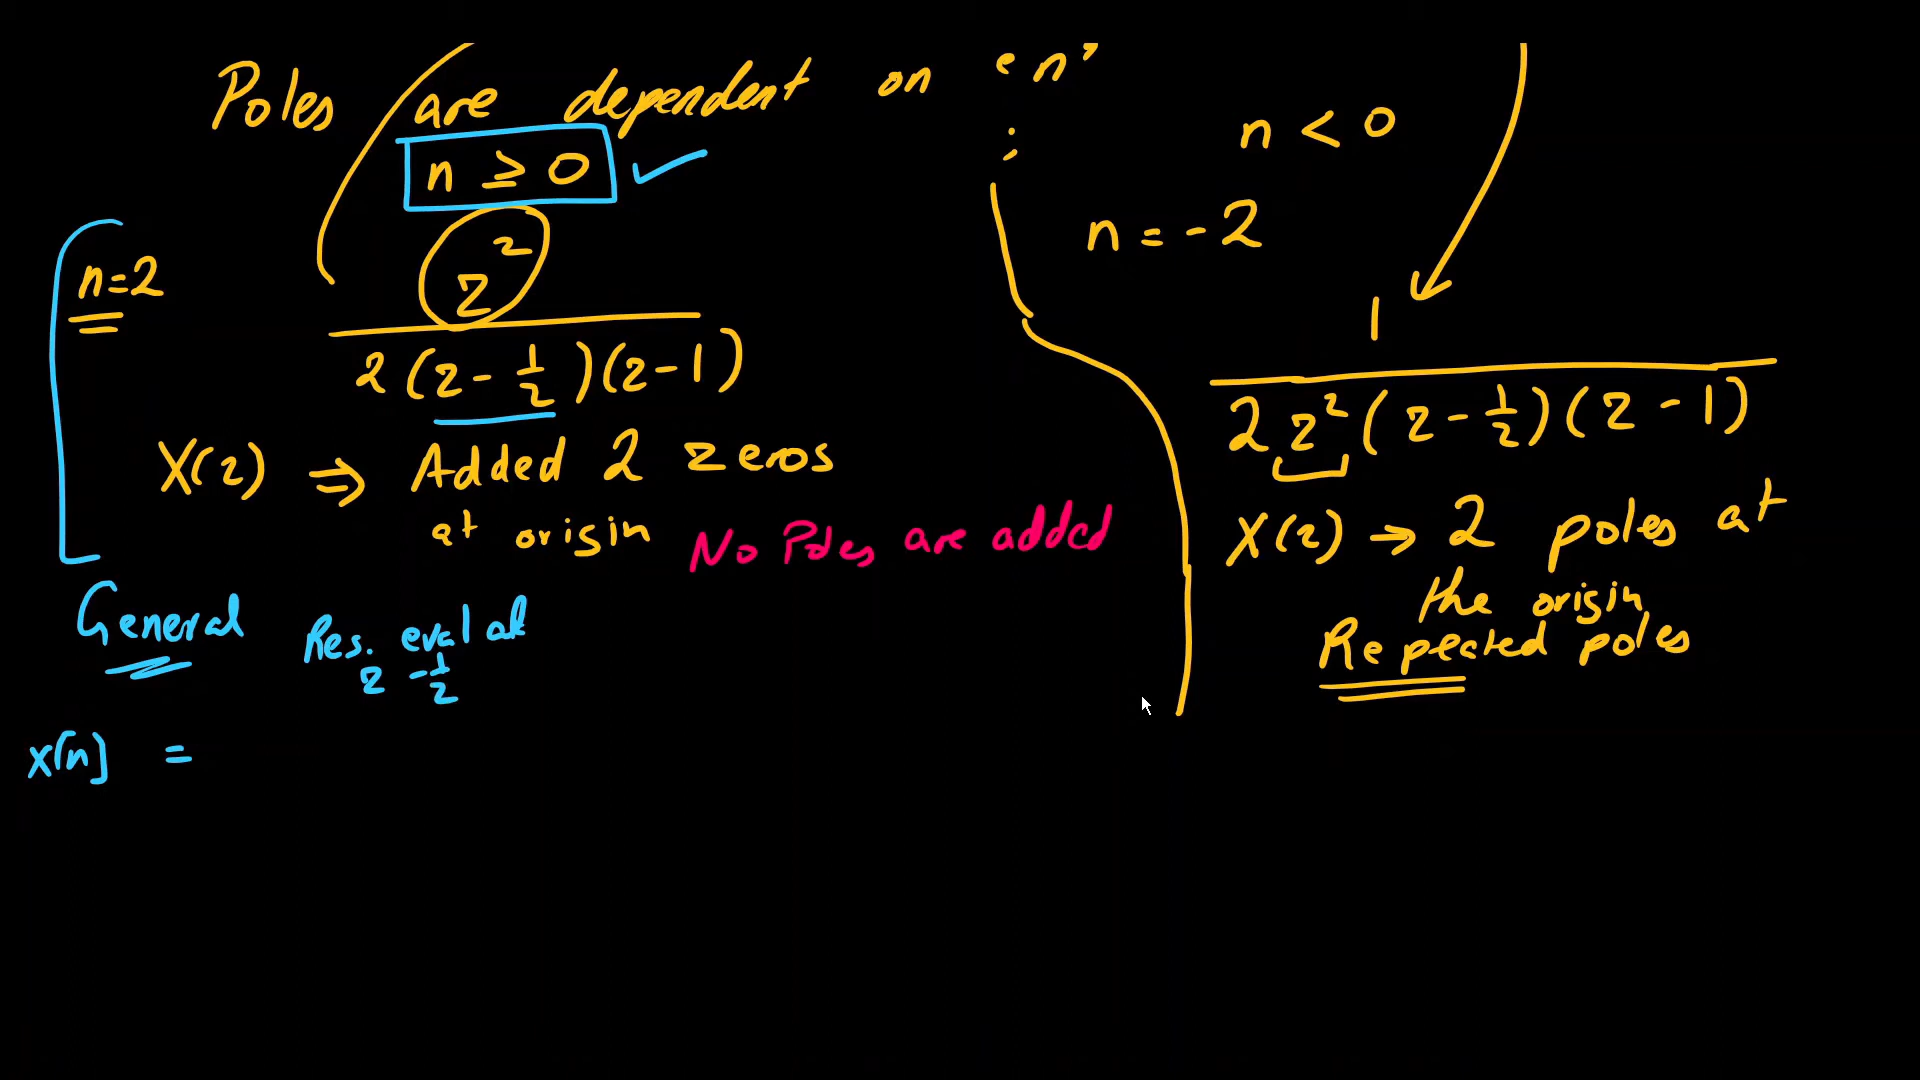 Poles are dependent on 'n'
n ≥ 0 ✓ ;
n=2
z²
2(z - 1/2)(z - 1)
X(z) ⇒ Added 2 zeros
at origin No Poles are added
General Res. eval at
z - 1/2
x[n] =
n < 0
n = -2
1
2 z² (z - 1/2)(z - 1)
X(z) → 2 poles at
the origin
Repeated poles